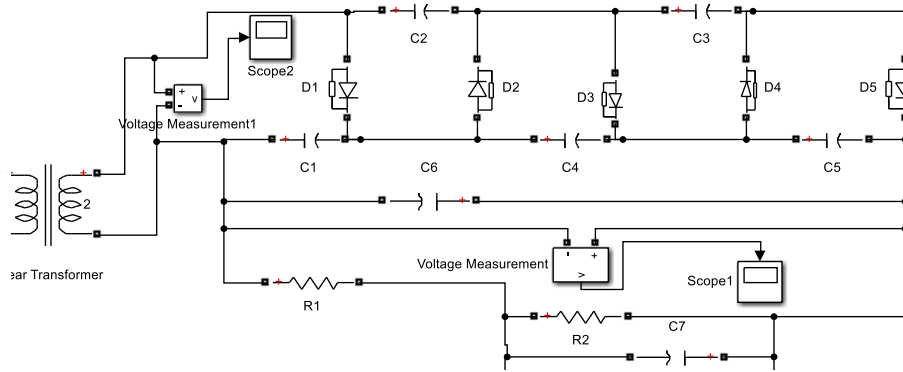 C2
C3
Scope2
D1
D2
D3
D4
D5
+
-
v
Voltage Measurement1
C1
C6
C4
C5
2
ear Transformer
Voltage Measurement
-
+
v
Scope1
R1
R2
C7